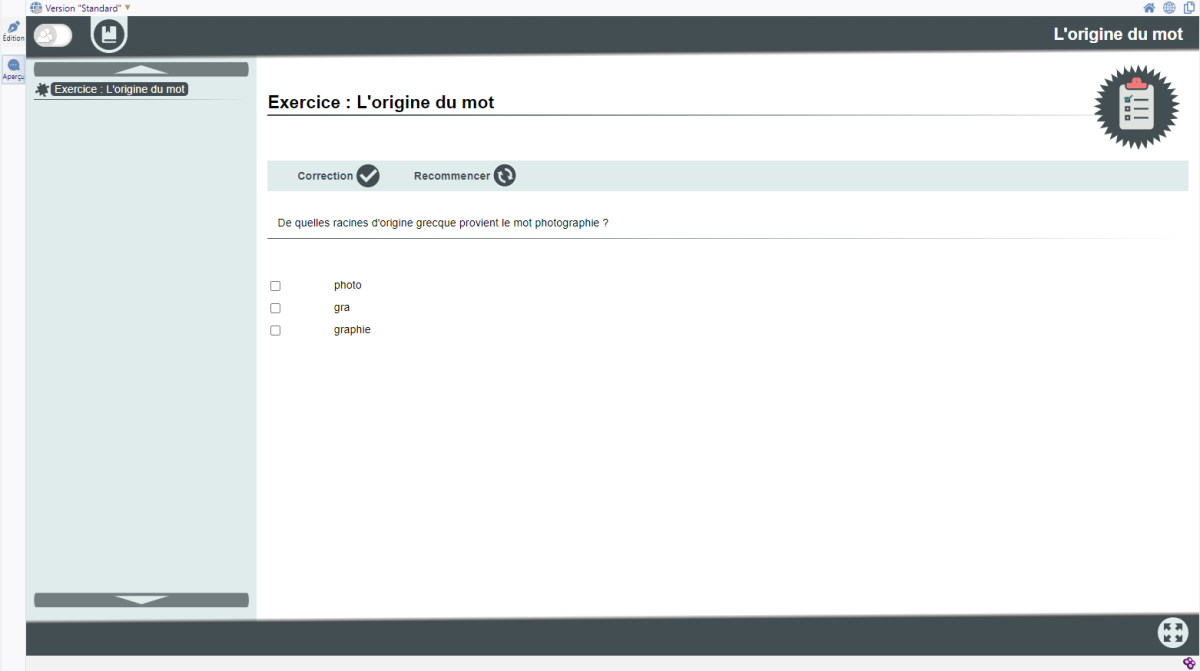 Version "Standard"
Édition
Aperçu
L'origine du mot
Exercice : L'origine du mot
Exercice : L'origine du mot
Correction
Recommencer
De quelles racines d'origine grecque provient le mot photographie ?
photo
gra
graphie